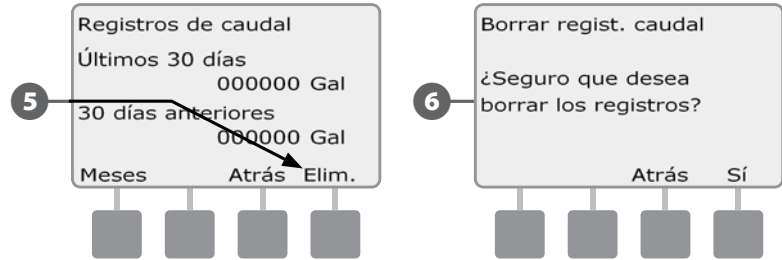 5
Registros de caudal
Últimos 30 días
000000 Gal
30 días anteriores
000000 Gal
Meses Atrás Elim.
6
Borrar regist. caudal
¿Seguro que desea
borrar los registros?
Atrás Sí